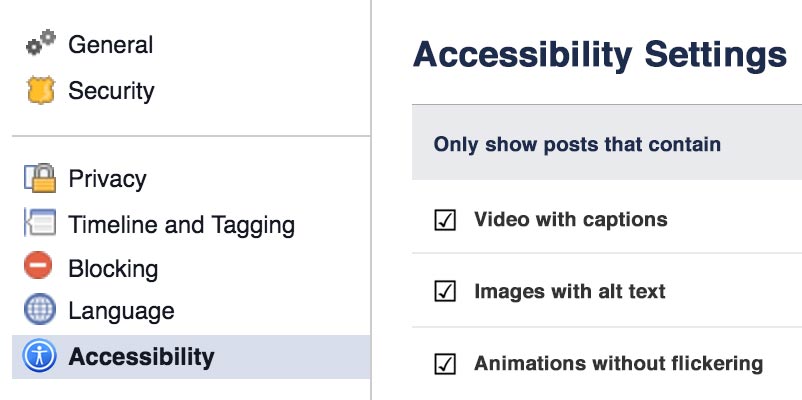 General
Security
Privacy
Timeline and Tagging
Blocking
Language
Accessibility
Accessibility Settings
Only show posts that contain
Video with captions
Images with alt text
Animations without flickering